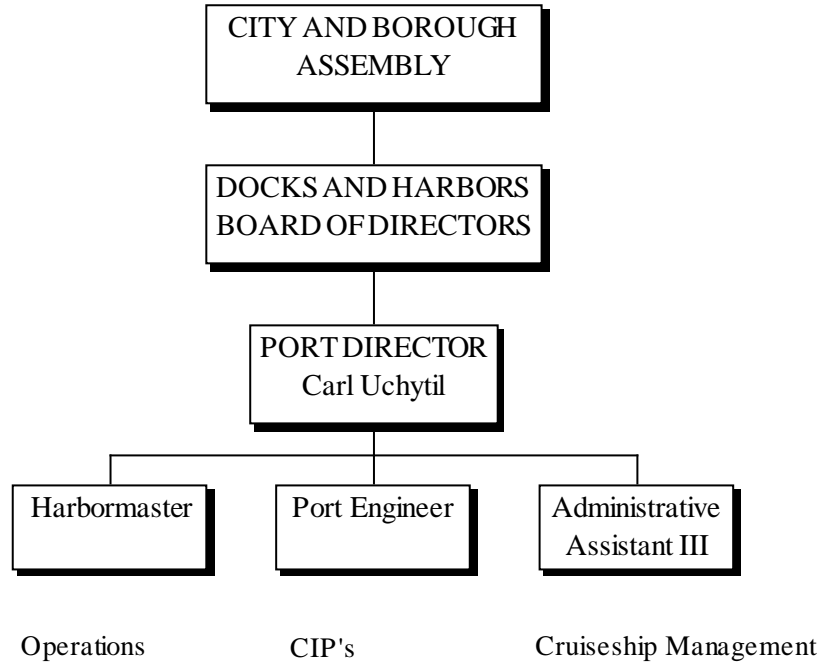 CITY AND BOROUGH
ASSEMBLY
DOCKS AND HARBORS
BOARD OF DIRECTORS
PORT DIRECTOR
Carl Uchytil
Harbormaster
Port Engineer
Administrative
Assistant III
Operations
CIP's
Cruiseship Management